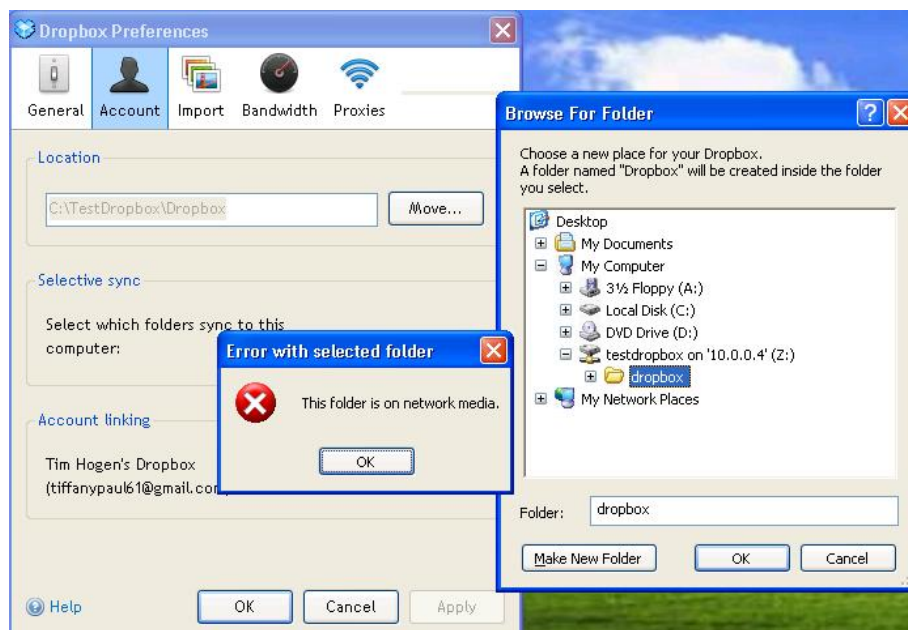 Dropbox Preferences
General
Account
Import
Bandwidth
Proxies
Location
C:\TestDropbox\Dropbox
Move...
Selective sync
Select which folders sync to this
computer:
Account linking
Tim Hogen's Dropbox
(tiffanypaul61@gmail.com
Help
OK
Cancel
Apply
Error with selected folder
This folder is on network media.
OK
Browse For Folder
Choose a new place for your Dropbox.
A folder named "Dropbox" will be created inside the folder
you select.
Desktop
My Documents
My Computer
3½ Floppy (A:)
Local Disk (C:)
DVD Drive (D:)
testdropbox on '10.0.0.4' (Z:)
dropbox
My Network Places
Folder:
dropbox
Make New Folder
OK
Cancel